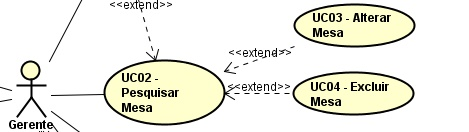 <<extend>>
UC03 - Alterar
Mesa
<<extend>>
UC02 -
Pesquisar
Mesa
<<extend>>
UC04 - Excluir
Mesa
Gerente